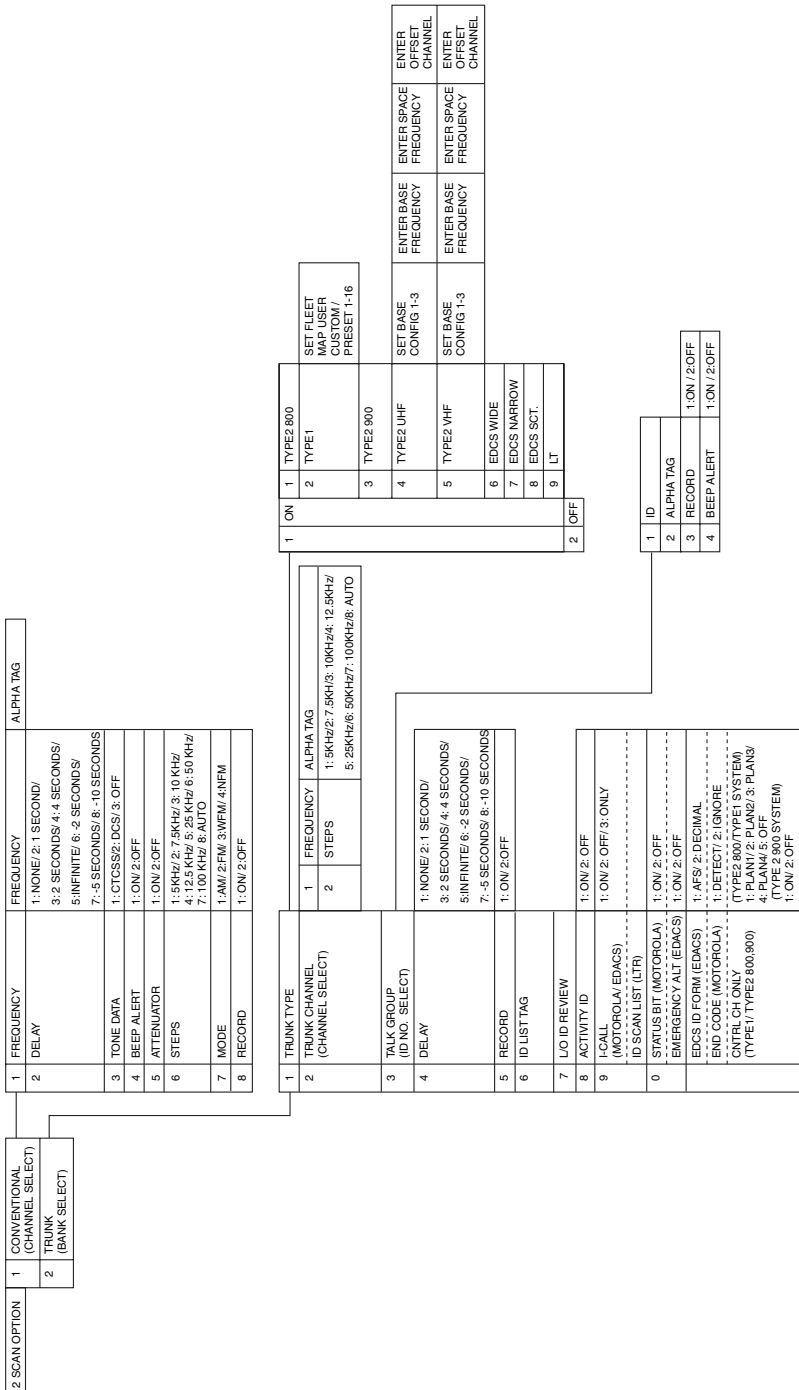 2 SCAN OPTION
1 CONVENTIONAL
(CHANNEL SELECT)
2 TRUNK
(BANK SELECT)
1 FREQUENCY FREQUENCY ALPHA TAG
2 DELAY 1: NONE/ 2: 1 SECOND/
3: 2 SECONDS/ 4: 4 SECONDS/
5:INFINITE/ 6: -2 SECONDS/
7: -5 SECONDS/ 8: -10 SECONDS
3 TONE DATA 1: CTCSS/2: DCS/ 3: OFF
4 BEEP ALERT 1: ON/ 2:OFF
5 ATTENUATOR 1: ON/ 2:OFF
6 STEPS 1: 5KHz/ 2: 7.5KHz/ 3: 10 KHz/
4: 12.5 KHz/ 5: 25 KHz/ 6: 50 KHz/
7: 100 KHz/ 8: AUTO
7 MODE 1:AM/ 2:FM/ 3:WFM/ 4:NFM
8 RECORD 1: ON/ 2:OFF
1 TRUNK TYPE
2 TRUNK CHANNEL
(CHANNEL SELECT)
3 TALK GROUP
(ID NO. SELECT)
4 DELAY 1: NONE/ 2: 1 SECOND/
3: 2 SECONDS/ 4: 4 SECONDS/
5:INFINITE/ 6: -2 SECONDS/
7: -5 SECONDS/ 8: -10 SECONDS
5 RECORD 1: ON/ 2:OFF
6 ID LIST TAG
7 L/O ID REVIEW
8 ACTIVITY ID 1: ON/ 2: OFF
9 I-CALL 1: ON/ 2: OFF/ 3: ONLY
(MOTOROLA/ EDACS)
ID SCAN LIST (LTR)
0 STATUS BIT (MOTOROLA) 1: ON/ 2: OFF
EMERGENCY ALT (EDACS) 1: ON/ 2: OFF
EDCS ID FORM (EDACS) 1: AFS/ 2: DECIMAL
END CODE (MOTOROLA) 1: DETECT/ 2: IGNORE
CNTRL CH ONLY (TYPE2 800/TYPE1 SYSTEM)
(TYPE1/ TYPE2 800,900) 1: PLAN1/ 2: PLAN2/ 3: PLAN3/
4: PLAN4/ 5: OFF
(TYPE 2 900 SYSTEM)
1: ON/ 2: OFF
1 FREQUENCY ALPHA TAG
2 STEPS 1: 5KHz/2: 7.5KH/3: 10KHz/4: 12.5KHz/
5: 25KHz/6: 50KHz/7: 100KHz/8: AUTO
1 ON
2 OFF
1 TYPE2 800
2 TYPE1 SET FLEET
MAP USER
CUSTOM /
PRESET 1-16
3 TYPE2 900
4 TYPE2 UHF SET BASE
CONFIG 1-3 ENTER BASE
FREQUENCY ENTER SPACE
FREQUENCY ENTER
OFFSET
CHANNEL
5 TYPE2 VHF SET BASE
CONFIG 1-3 ENTER BASE
FREQUENCY ENTER SPACE
FREQUENCY ENTER
OFFSET
CHANNEL
6 EDCS WIDE
7 EDCS NARROW
8 EDCS SCT.
9 LT
1 ID
2 ALPHA TAG
3 RECORD 1:ON / 2:OFF
4 BEEP ALERT 1:ON / 2:OFF